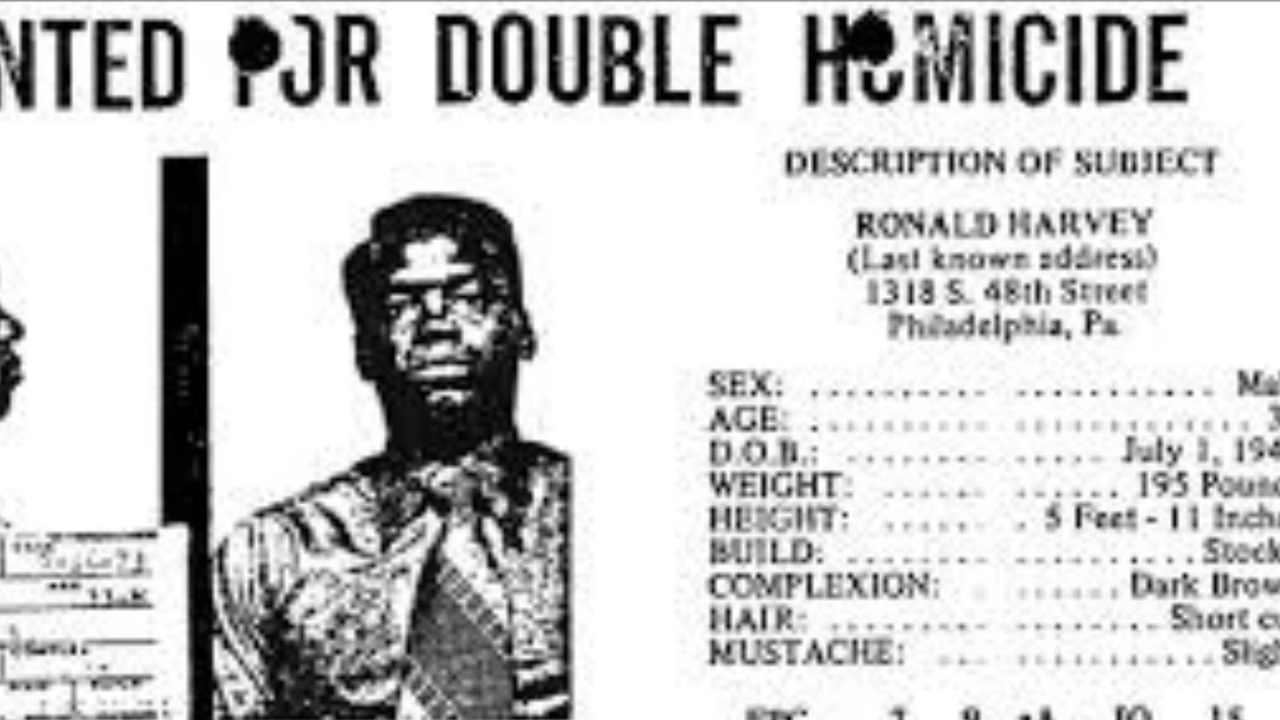 NTED FOR DOUBLE HOMICIDE
DESCRIPTION OF SUBJECT
RONALD HARVEY
(Last known address)
1318 S. 48th Street
Philadelphia, Pa.
SEX: .......... ............ Mal
AGE: .......... ............ 3
D.O.B.: ........ ..... July 1, 194
WEIGHT: ...... ...... 195 Poun
HEIGHT: ...... . 5 Feet - 11 Inch
BUILD: ......... ........... Stock
COMPLEXION: ...... Dark Brow
HAIR: ......... ......... Short c
MUSTACHE: ... .......... Slig